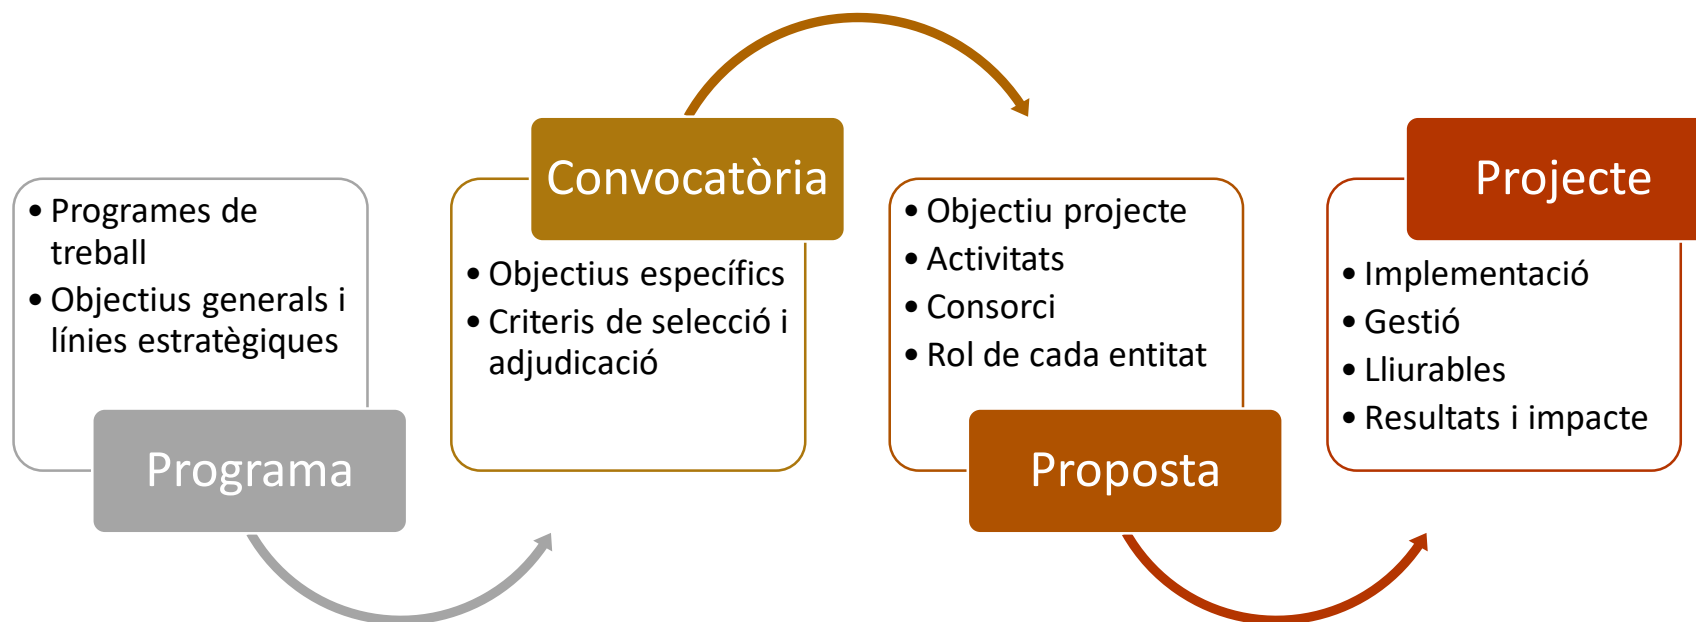 • Programes de
treball
• Objectius generals i
línies estratègiques
Programa
Convocatòria
• Objectius específics
• Criteris de selecció i
adjudicació
• Objectiu projecte
• Activitats
• Consorci
• Rol de cada entitat
Proposta
Projecte
• Implementació
• Gestió
• Lliurables
• Resultats i impacte